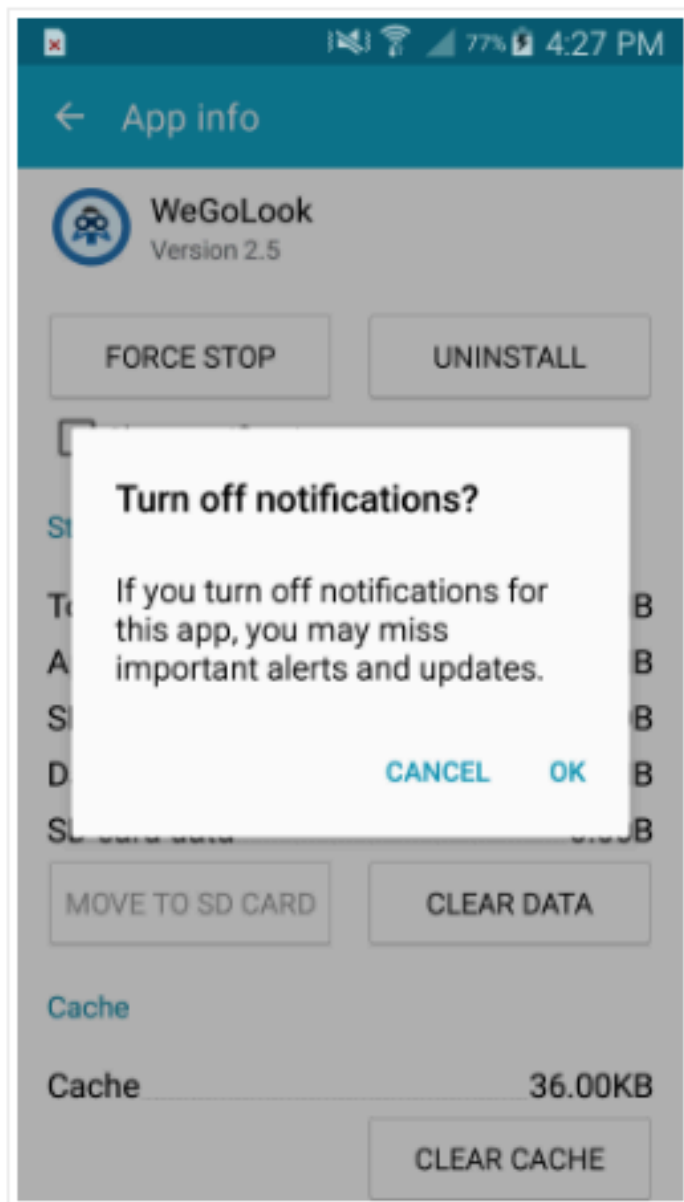 77% 4:27 PM
App info
WeGoLook
Version 2.5
FORCE STOP UNINSTALL
Turn off notifications?
If you turn off notifications for
this app, you may miss
important alerts and updates.
CANCEL OK
B
B
B
B
B
MOVE TO SD CARD CLEAR DATA
Cache
Cache 36.00KB
CLEAR CACHE